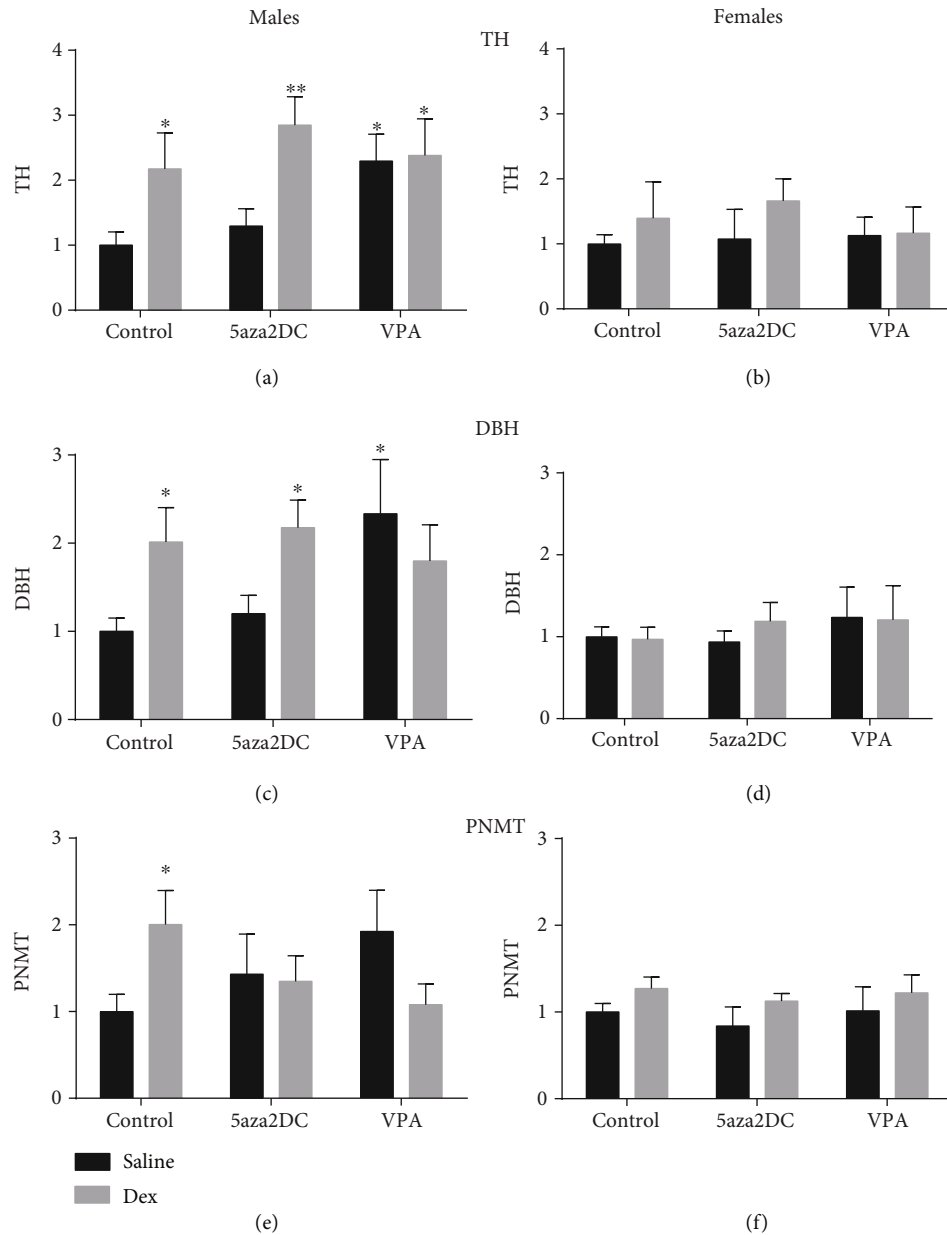 Males
Females
TH
TH
4
3
2
1
0
*
**
*
*
Control
5aza2DC
VPA
(a)
TH
4
3
2
1
0
Control
5aza2DC
VPA
(b)
DBH
DBH
3
2
1
0
*
*
*
Control
5aza2DC
VPA
(c)
DBH
3
2
1
0
Control
5aza2DC
VPA
(d)
PNMT
PNMT
3
2
1
0
*
Control
5aza2DC
VPA
Saline
Dex
(e)
PNMT
3
2
1
0
Control
5aza2DC
VPA
(f)